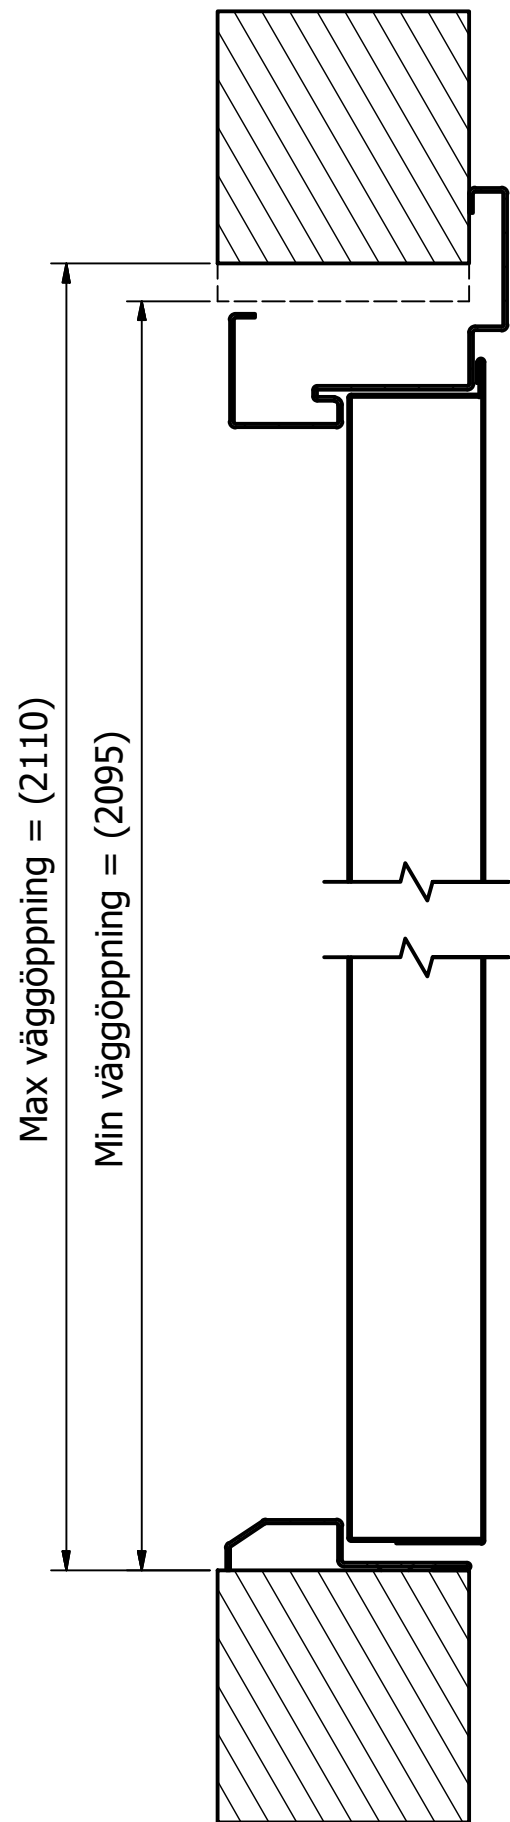 Max väggöppning = (2110)
Min väggöppning = (2095)